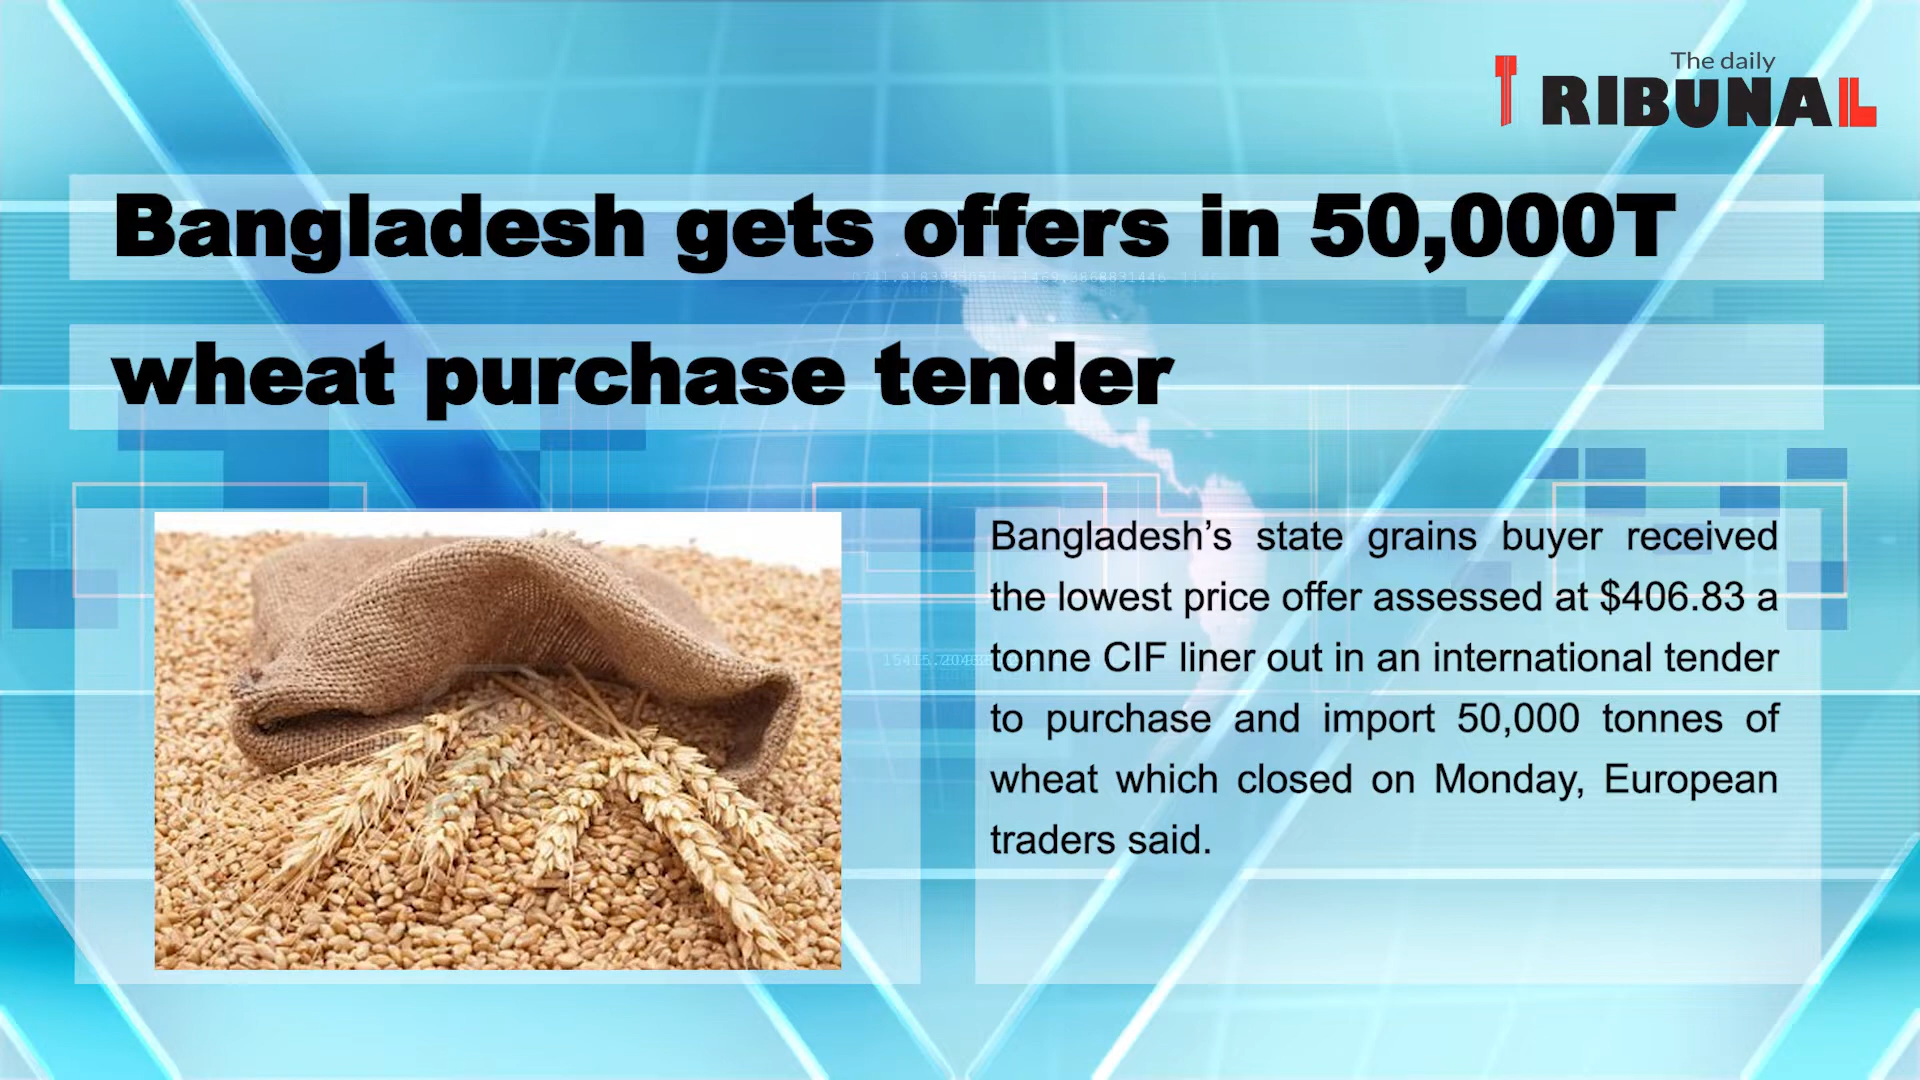 The daily
TRIBUNAL
Bangladesh gets offers in 50,000T
wheat purchase tender
Bangladesh’s state grains buyer received
the lowest price offer assessed at $406.83 a
tonne CIF liner out in an international tender
to purchase and import 50,000 tonnes of
wheat which closed on Monday, European
traders said.